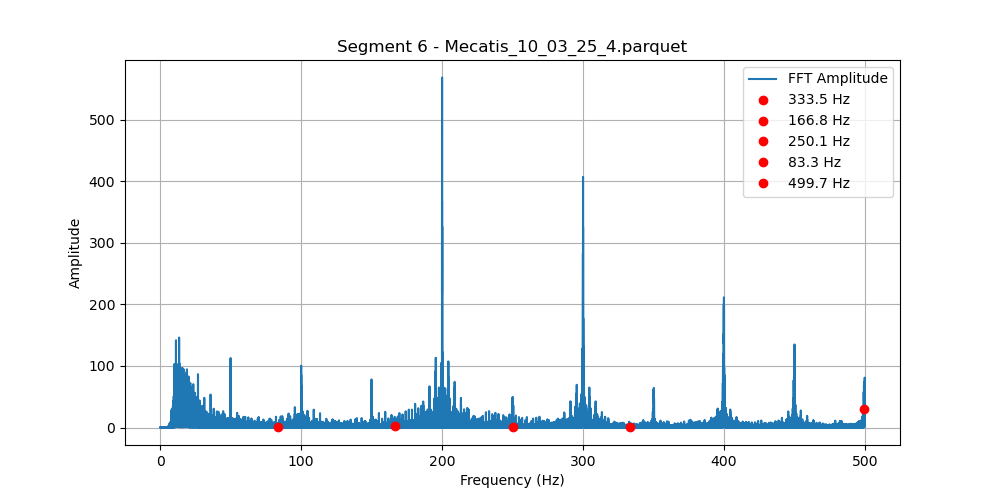 Segment 6 - Mecatis_10_03_25_4.parquet
FFT Amplitude
333.5 Hz
166.8 Hz
250.1 Hz
83.3 Hz
499.7 Hz
500
400
300
200
100
0
Amplitude
0 100 200 300 400 500
Frequency (Hz)